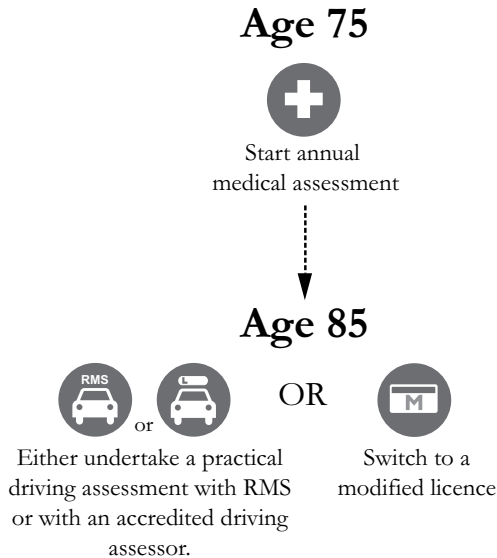 Age 75
Start annual
medical assessment
Age 85
RMS
or
L
OR
M
Either undertake a practical
driving assessment with RMS
or with an accredited driving
assessor.
Switch to a
modified licence